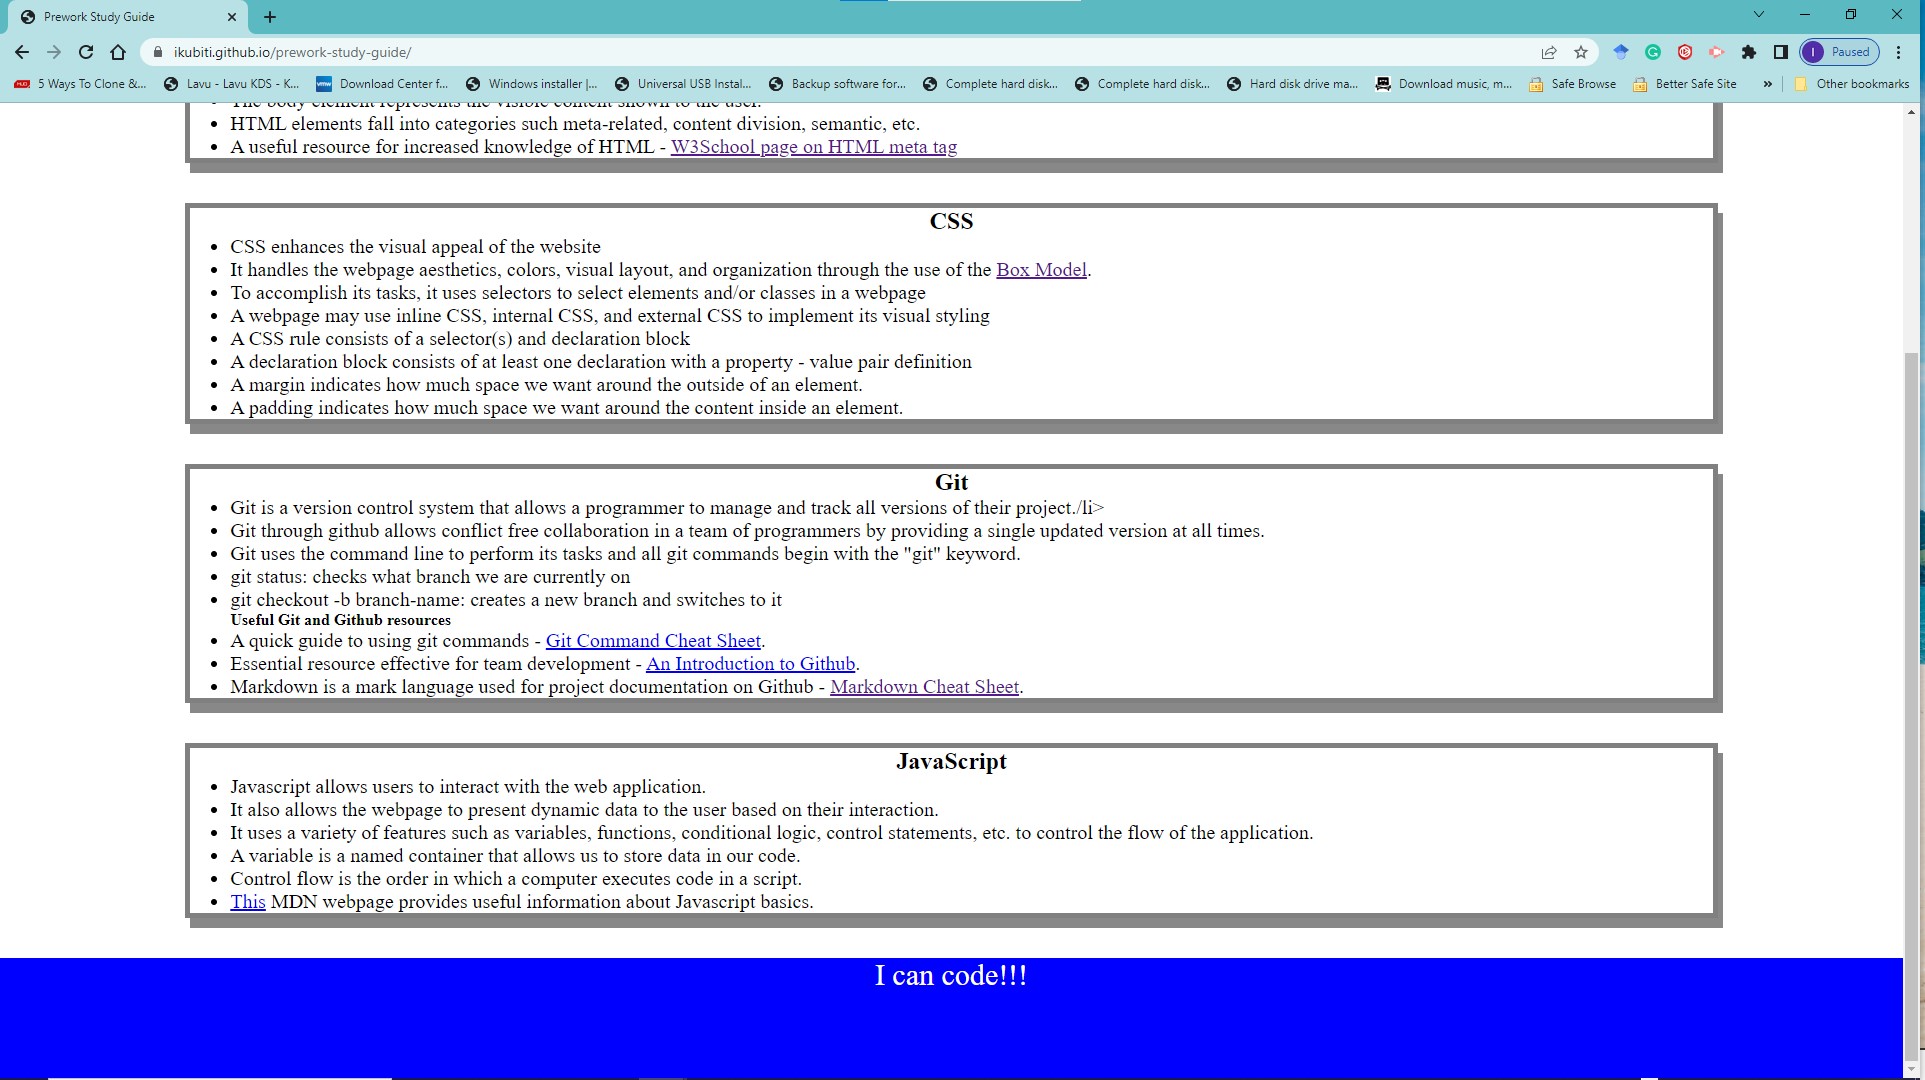 Prework Study Guide
ikubiti.github.io/prework-study-guide/
I Paused
5 Ways To Clone &...
Lavu - Lavu KDS - K...
Download Center f...
Windows installer |...
Universal USB Instal...
Backup software for...
Complete hard disk...
Complete hard disk...
Hard disk drive ma...
Download music, m...
Safe Browse
Better Safe Site
»
Other bookmarks
The body element represents the visible content shown to the user.
HTML elements fall into categories such meta-related, content division, semantic, etc.
A useful resource for increased knowledge of HTML - W3School page on HTML meta tag
CSS
CSS enhances the visual appeal of the website
It handles the webpage aesthetics, colors, visual layout, and organization through the use of the Box Model.
To accomplish its tasks, it uses selectors to select elements and/or classes in a webpage
A webpage may use inline CSS, internal CSS, and external CSS to implement its visual styling
A CSS rule consists of a selector(s) and declaration block
A declaration block consists of at least one declaration with a property - value pair definition
A margin indicates how much space we want around the outside of an element.
A padding indicates how much space we want around the content inside an element.
Git
Git is a version control system that allows a programmer to manage and track all versions of their project./li>
Git through github allows conflict free collaboration in a team of programmers by providing a single updated version at all times.
Git uses the command line to perform its tasks and all git commands begin with the "git" keyword.
git status: checks what branch we are currently on
git checkout -b branch-name: creates a new branch and switches to it
Useful Git and Github resources
A quick guide to using git commands - Git Command Cheat Sheet.
Essential resource effective for team development - An Introduction to Github.
Markdown is a mark language used for project documentation on Github - Markdown Cheat Sheet.
JavaScript
Javascript allows users to interact with the web application.
It also allows the webpage to present dynamic data to the user based on their interaction.
It uses a variety of features such as variables, functions, conditional logic, control statements, etc. to control the flow of the application.
A variable is a named container that allows us to store data in our code.
Control flow is the order in which a computer executes code in a script.
This MDN webpage provides useful information about Javascript basics.
I can code!!!